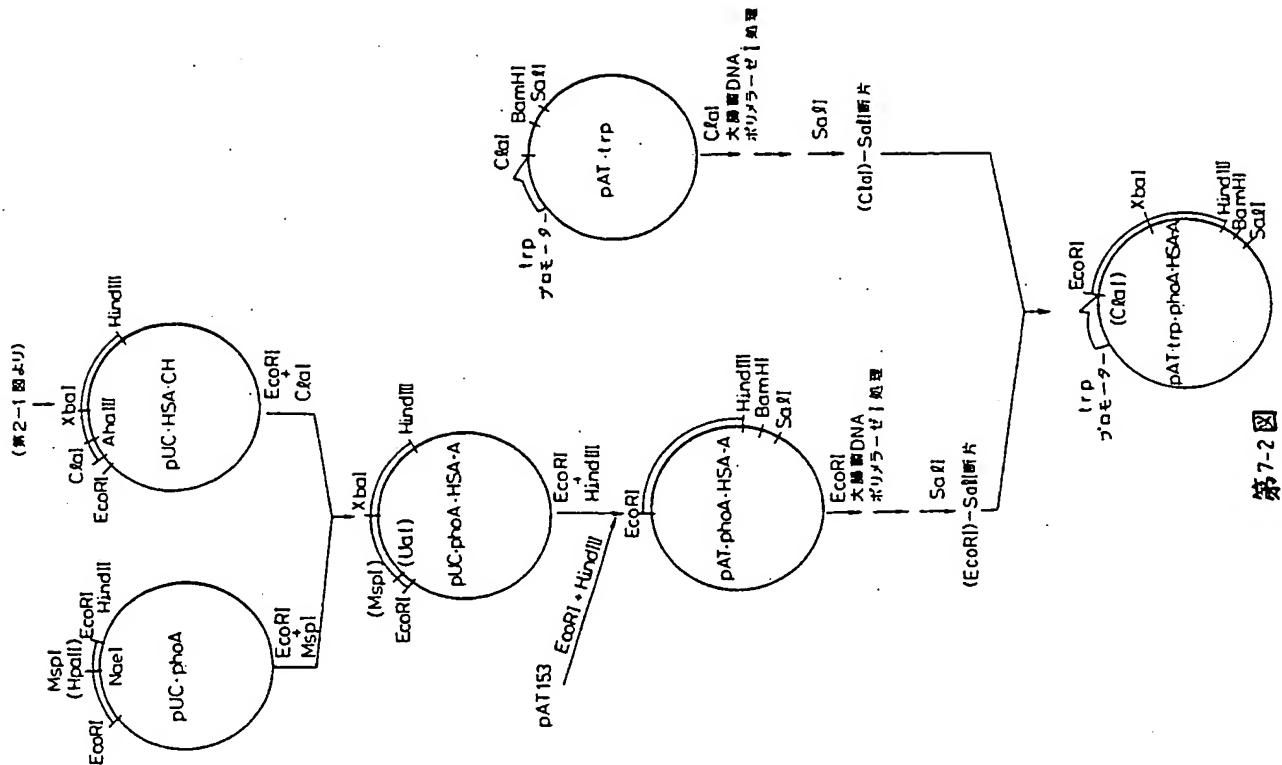 (第2-1図より)
MspI
(HpaII)
EcoRI
NaeI
EcoRI
HindIII
pUC·phoA
EcoRI
+
MspI
XbaI
ClaI
EcoRI
AhaIII
HindIII
pUC·HSA·CH
EcoRI
+
ClaI
XbaI
(MspI)
EcoRI
(UaI)
HindIII
pUC·phoA·HSA·A
EcoRI
+
HindIII
pAT153
EcoRI + HindIII
EcoRI
HindIII
BamHI
SalI
pAT·phoA·HSA·A
EcoRI
大腸菌DNA
ポリメラーゼI処理
SalI
(EcoRI)-SalI断片
trp
プロモーター
ClaI
BamHI
SalI
pAT·trp
ClaI
大腸菌DNA
ポリメラーゼI処理
SalI
(ClaI)-SalI断片
trp
プロモーター
EcoRI
(ClaI)
XbaI
HindIII
BamHI
SalI
pAT·trp·phoA·HSA-A
第7-2図